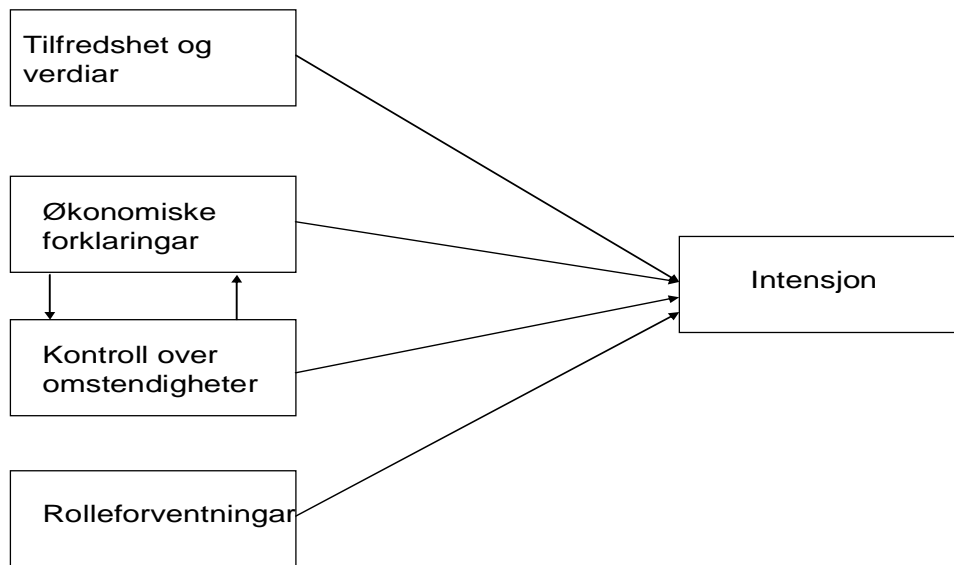 Tilfredshet og
verdiar
Økonomiske
forklaringar
Kontroll over
omstendigheter
Rolleforventningar
Intensjon